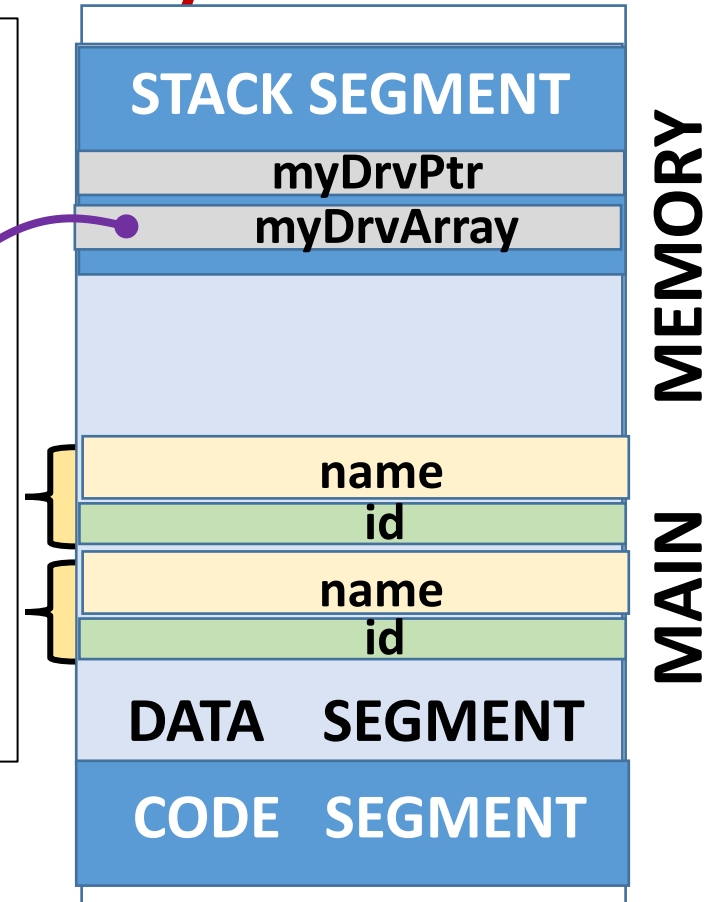 STACK SEGMENT
myDrvPtr
myDrvArray
name
id
name
id
DATA SEGMENT
CODE SEGMENT
MAIN MEMORY